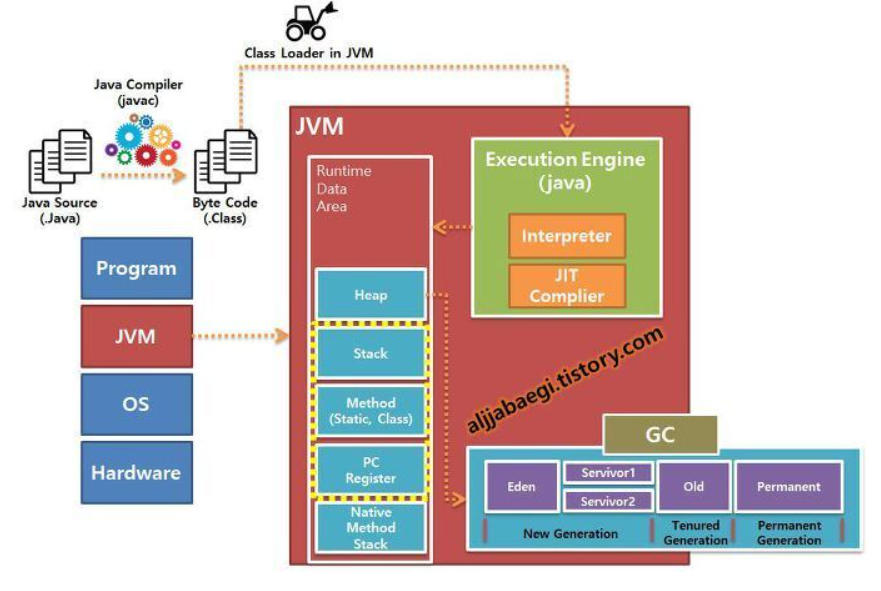 Class Loader in JVM
Java Compiler
(javac)
Java Source
(.Java)
Byte Code
(.Class)
Program
JVM
OS
Hardware
JVM
Runtime
Data
Area
Heap
Stack
Method
(Static, Class)
PC
Register
Native
Method
Stack
Execution Engine
(java)
Interpreter
JIT
Complier
aljjabaegi.tistory.com
GC
Eden
Servivor1
Servivor2
Old
Permanent
New Generation
Tenured
Generation
Permanent
Generation